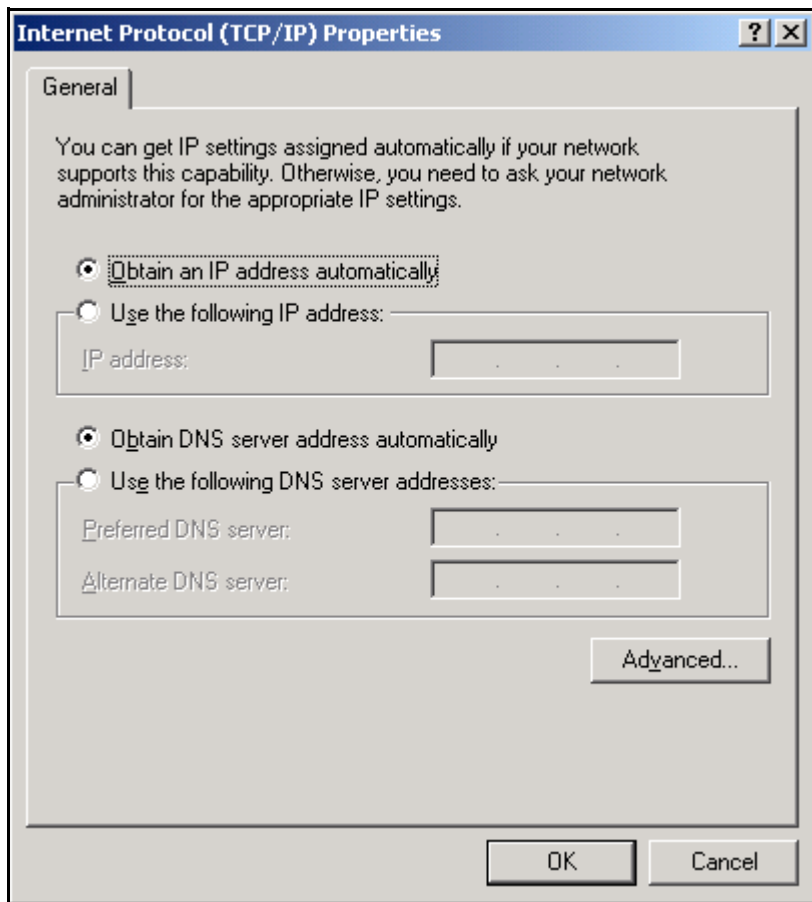 Internet Protocol (TCP/IP) Properties
General
You can get IP settings assigned automatically if your network
supports this capability. Otherwise, you need to ask your network
administrator for the appropriate IP settings.
Obtain an IP address automatically
Use the following IP address:
IP address:
Obtain DNS server address automatically
Use the following DNS server addresses:
Preferred DNS server:
Alternate DNS server:
Advanced...
OK Cancel